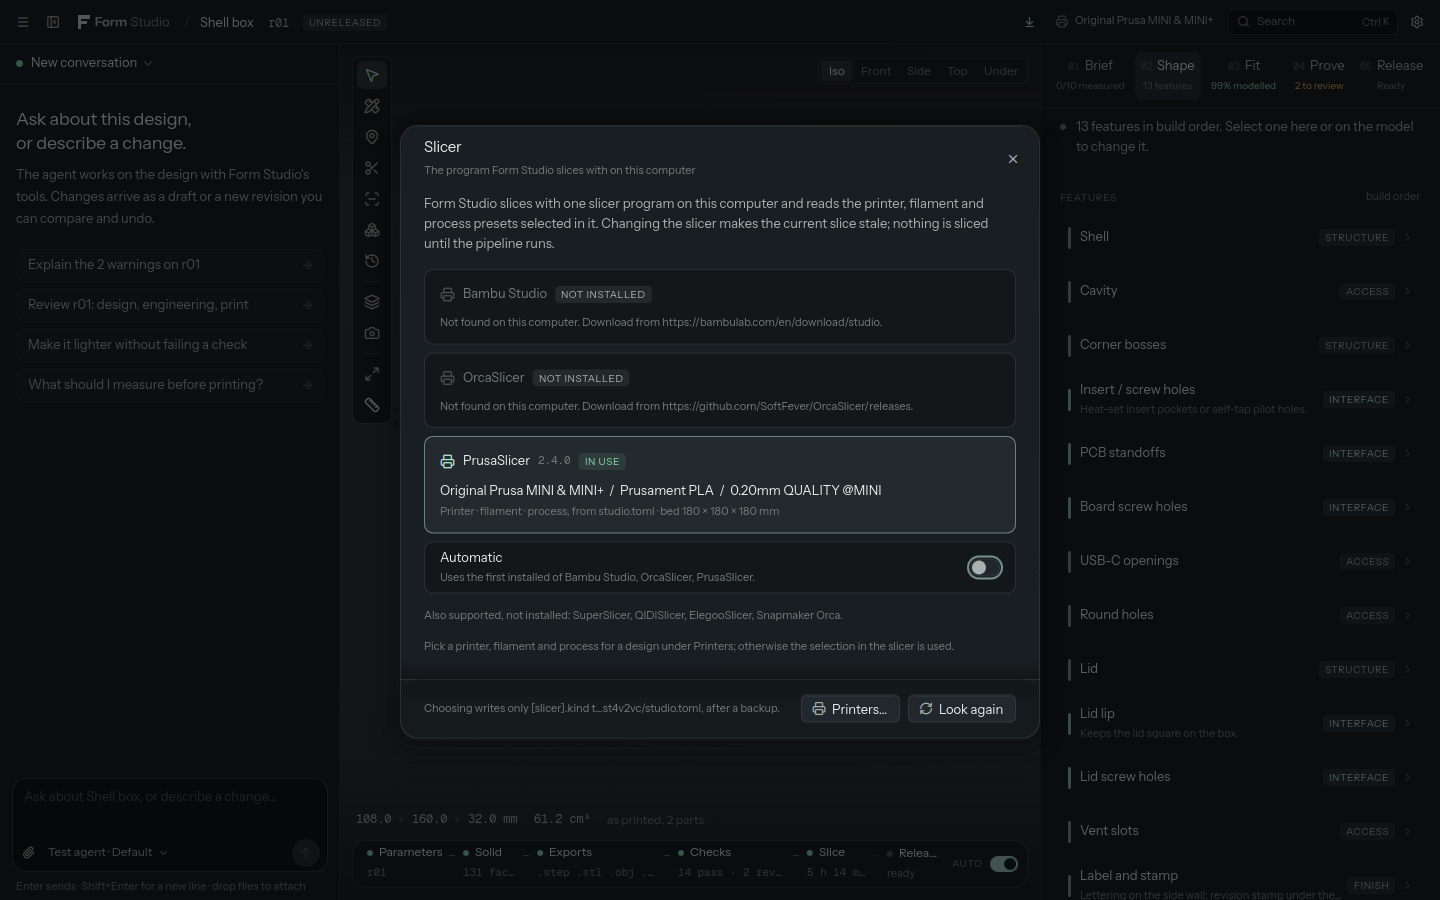 Form Studio / Shell box r01 UNRELEASED
Original Prusa MINI & MINI+
Search Ctrl K
New conversation
Ask about this design,
or describe a change.
The agent works on the design with Form Studio's
tools. Changes arrive as a draft or a new revision you
can compare and undo.
Explain the 2 warnings on r01
Review r01: design, engineering, print
Make it lighter without failing a check
What should I measure before printing?
Ask about Shell box, or describe a change...
Test agent · Default
Enter sends · Shift+Enter for a new line · drop files to attach
Iso Front Side Top Under
Slicer
The program Form Studio slices with on this computer
Form Studio slices with one slicer program on this computer and reads the printer, filament and
process presets selected in it. Changing the slicer makes the current slice stale; nothing is sliced
until the pipeline runs.
Bambu Studio NOT INSTALLED
Not found on this computer. Download from https://bambulab.com/en/download/studio.
OrcaSlicer NOT INSTALLED
Not found on this computer. Download from https://github.com/SoftFever/OrcaSlicer/releases.
PrusaSlicer 2.4.0 IN USE
Original Prusa MINI & MINI+ / Prusament PLA / 0.20mm QUALITY @MINI
Printer · filament · process, from studio.toml · bed 180 × 180 × 180 mm
Automatic
Uses the first installed of Bambu Studio, OrcaSlicer, PrusaSlicer.
Also supported, not installed: SuperSlicer, QIDISlicer, ElegooSlicer, Snapmaker Orca.
Pick a printer, filament and process for a design under Printers; otherwise the selection in the slicer is used.
Choosing writes only [slicer].kind t...st4v2vc/studio.toml, after a backup.
Printers...
Look again
108.0 × 160.0 × 32.0 mm · 61.2 cm³ · as printed, 2 parts
Parameters ... Solid ... Exports ... Checks ... Slice ... Relea...
r01 131 fac... .step .stl .obj ... 14 pass · 2 rev... 5 h 14 m... ready
AUTO
01 Brief 02 Shape 03 Fit 04 Prove 05 Release
0/10 measured 13 features 99% modelled 2 to review Ready
13 features in build order. Select one here or on the model
to change it.
FEATURES build order
Shell STRUCTURE
Cavity ACCESS
Corner bosses STRUCTURE
Insert / screw holes INTERFACE
Heat-set insert pockets or self-tap pilot holes.
PCB standoffs INTERFACE
Board screw holes INTERFACE
USB-C openings ACCESS
Round holes ACCESS
Lid STRUCTURE
Lid lip INTERFACE
Keeps the lid square on the box.
Lid screw holes INTERFACE
Vent slots ACCESS
Label and stamp FINISH
Lettering on the side wall; revision stamp under the...